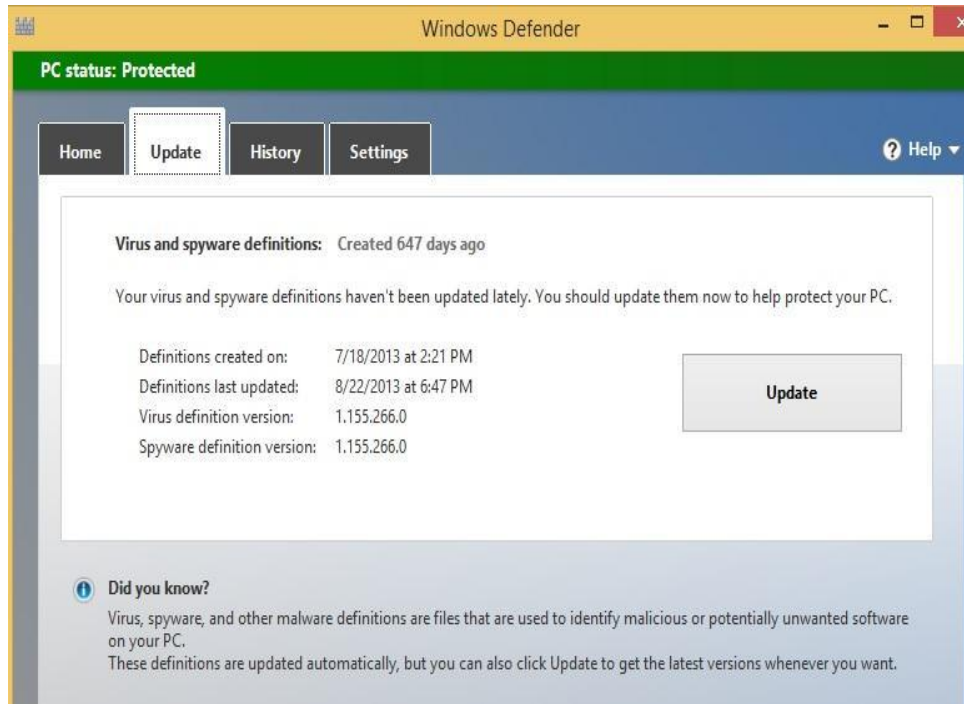 Windows Defender
PC status: Protected
Home Update History Settings Help
Virus and spyware definitions: Created 647 days ago
Your virus and spyware definitions haven't been updated lately. You should update them now to help protect your PC.
Definitions created on: 7/18/2013 at 2:21 PM
Definitions last updated: 8/22/2013 at 6:47 PM
Virus definition version: 1.155.266.0
Spyware definition version: 1.155.266.0
Update
Did you know?
Virus, spyware, and other malware definitions are files that are used to identify malicious or potentially unwanted software
on your PC.
These definitions are updated automatically, but you can also click Update to get the latest versions whenever you want.